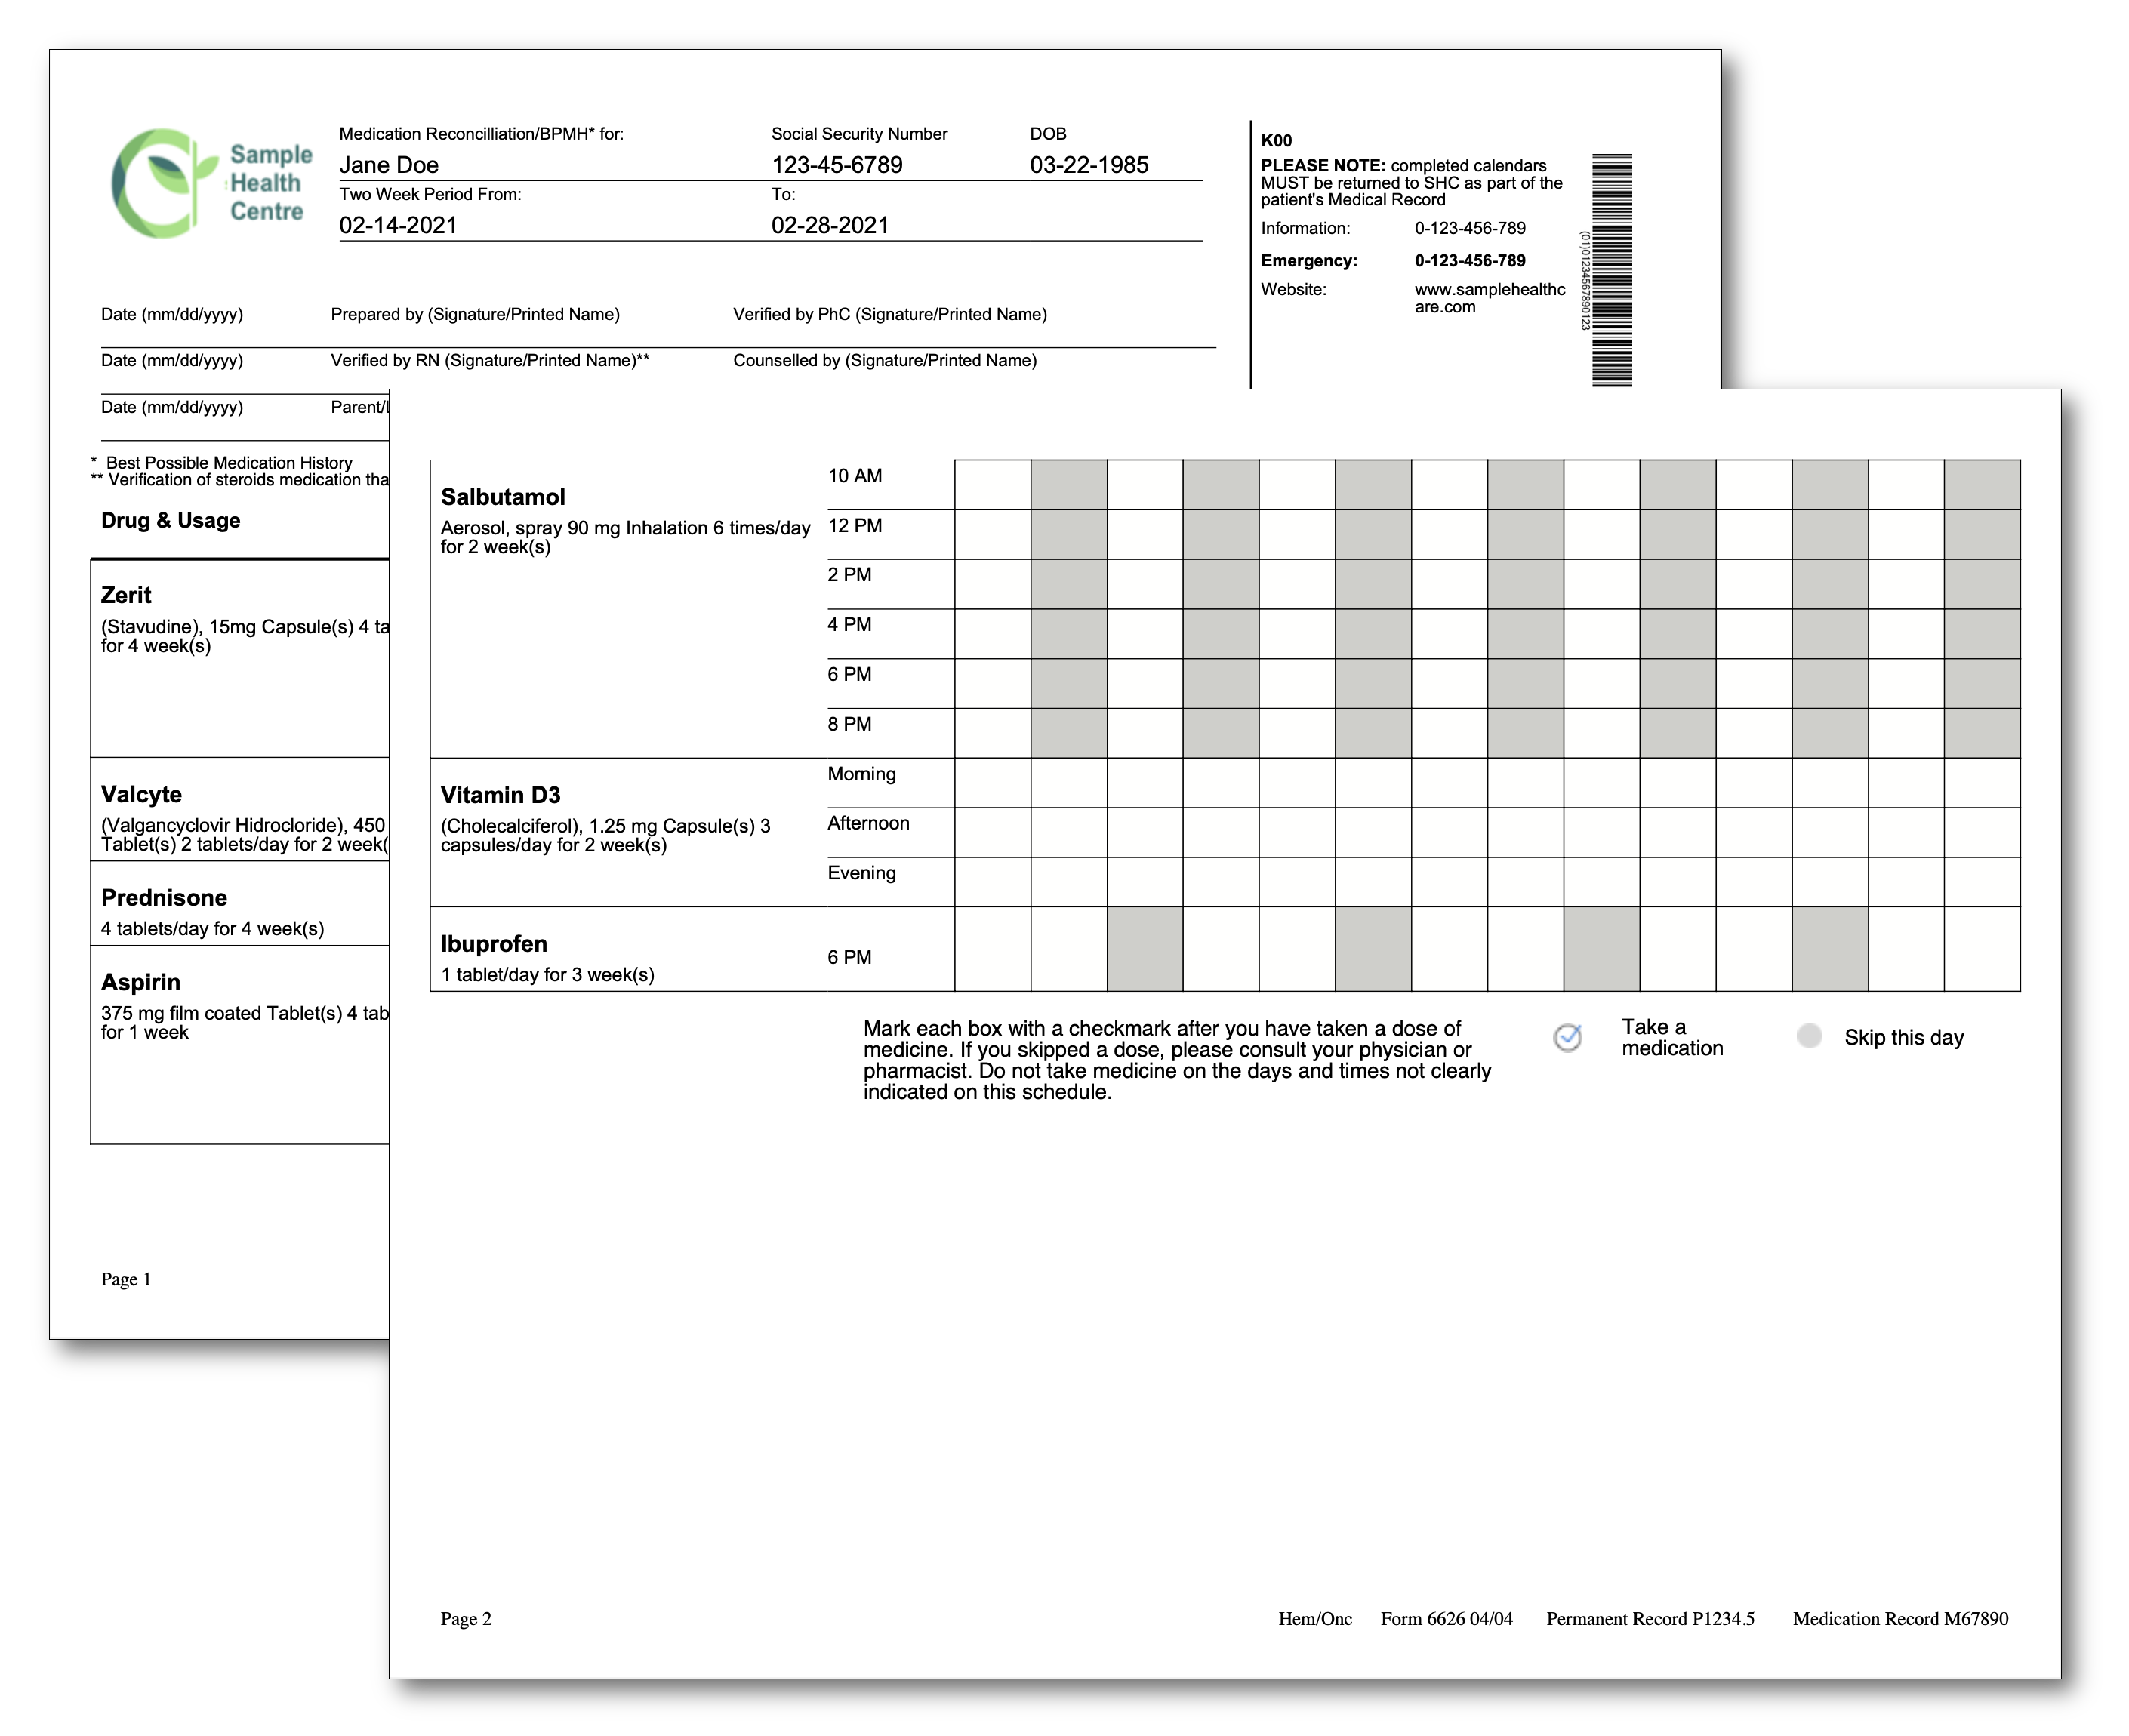 Sample
Health
Centre
Medication Reconcilliation/BPMH* for:
Social Security Number
DOB
Jane Doe
123-45-6789
03-22-1985
Two Week Period From:
To:
02-14-2021
02-28-2021
K00
PLEASE NOTE: completed calendars
MUST be returned to SHC as part of the
patient's Medical Record
Information: 0-123-456-789
Emergency: 0-123-456-789
Website: www.samplehealthc
are.com
(01)01234567890123
Date (mm/dd/yyyy) Prepared by (Signature/Printed Name) Verified by PhC (Signature/Printed Name)
Date (mm/dd/yyyy) Verified by RN (Signature/Printed Name)** Counselled by (Signature/Printed Name)
Date (mm/dd/yyyy) Parent/
* Best Possible Medication History
** Verification of steroids medication tha
Drug & Usage
Zerit
(Stavudine), 15mg Capsule(s) 4 ta
for 4 week(s)
Valcyte
(Valgancyclovir Hidrocloride), 450
Tablet(s) 2 tablets/day for 2 week(
Prednisone
4 tablets/day for 4 week(s)
Aspirin
375 mg film coated Tablet(s) 4 tab
for 1 week
Page 1
Salbutamol
Aerosol, spray 90 mg Inhalation 6 times/day
for 2 week(s)
10 AM
12 PM
2 PM
4 PM
6 PM
8 PM
Vitamin D3
(Cholecalciferol), 1.25 mg Capsule(s) 3
capsules/day for 2 week(s)
Morning
Afternoon
Evening
Ibuprofen
1 tablet/day for 3 week(s)
6 PM
Mark each box with a checkmark after you have taken a dose of
medicine. If you skipped a dose, please consult your physician or
pharmacist. Do not take medicine on the days and times not clearly
indicated on this schedule.
Take a
medication
Skip this day
Page 2 Hem/Onc Form 6626 04/04 Permanent Record P1234.5 Medication Record M67890